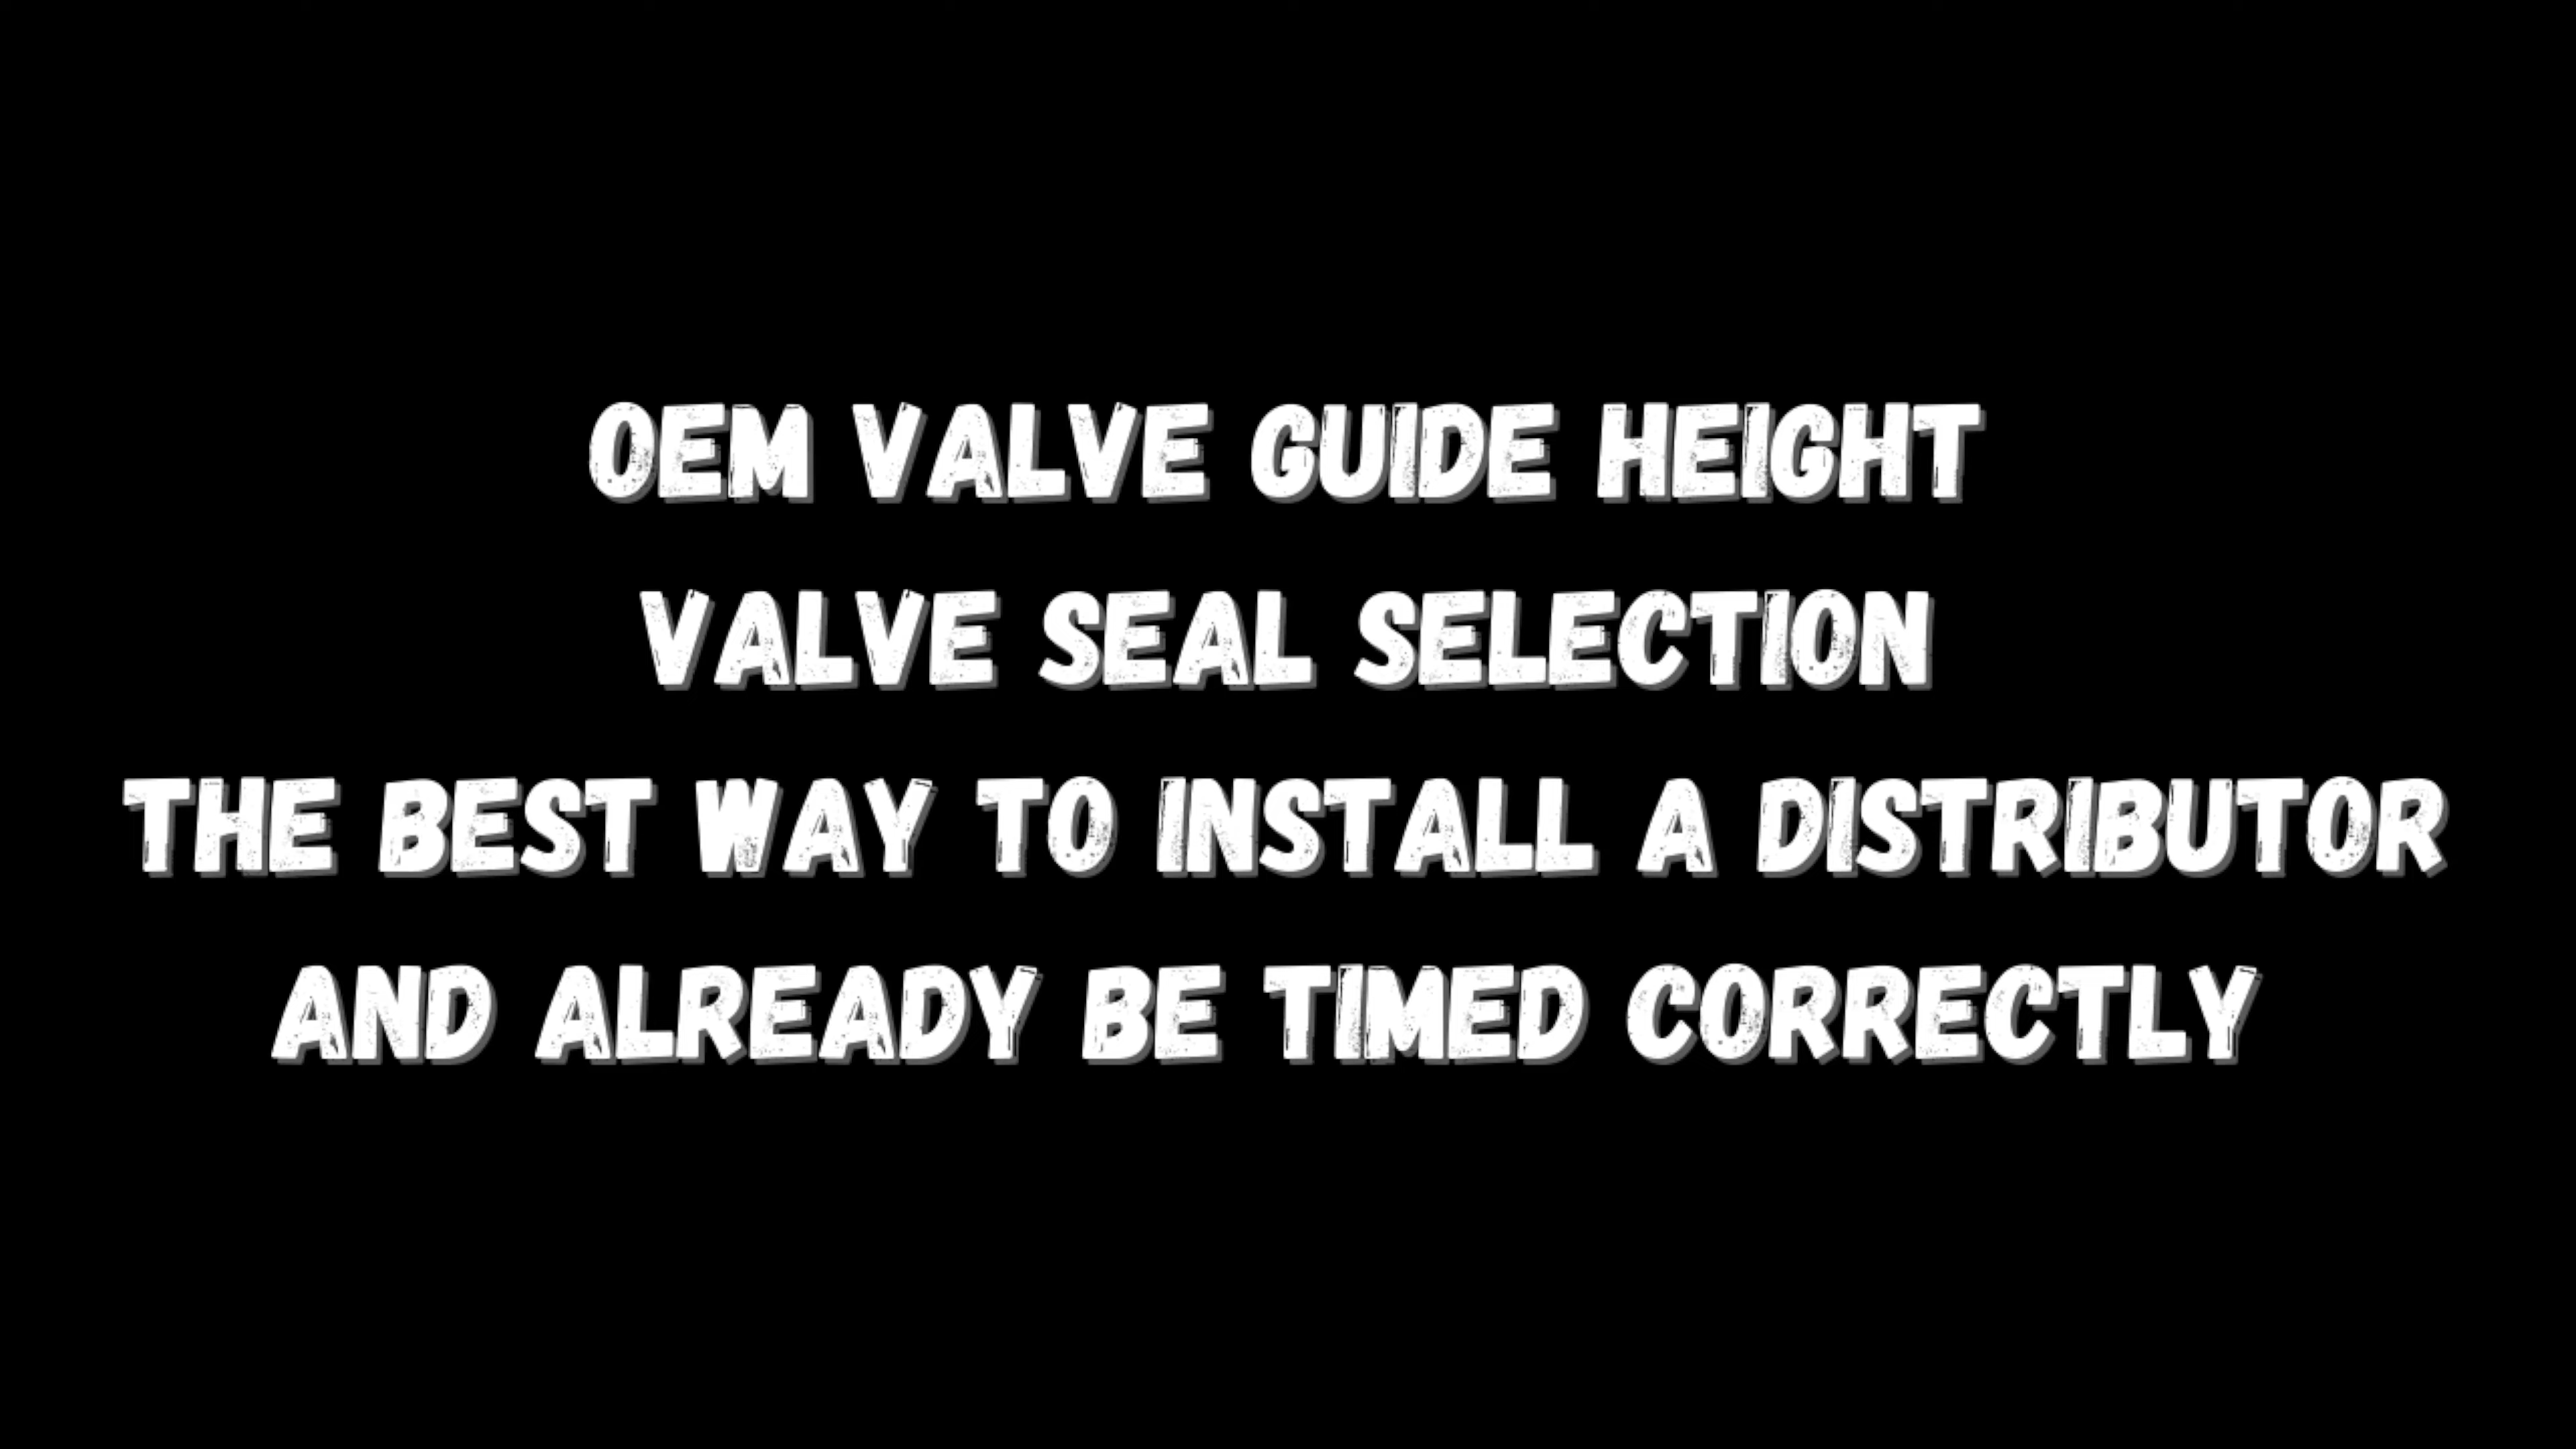 OEM VALVE GUIDE HEIGHT
VALVE SEAL SELECTION
THE BEST WAY TO INSTALL A DISTRIBUTOR
AND ALREADY BE TIMED CORRECTLY